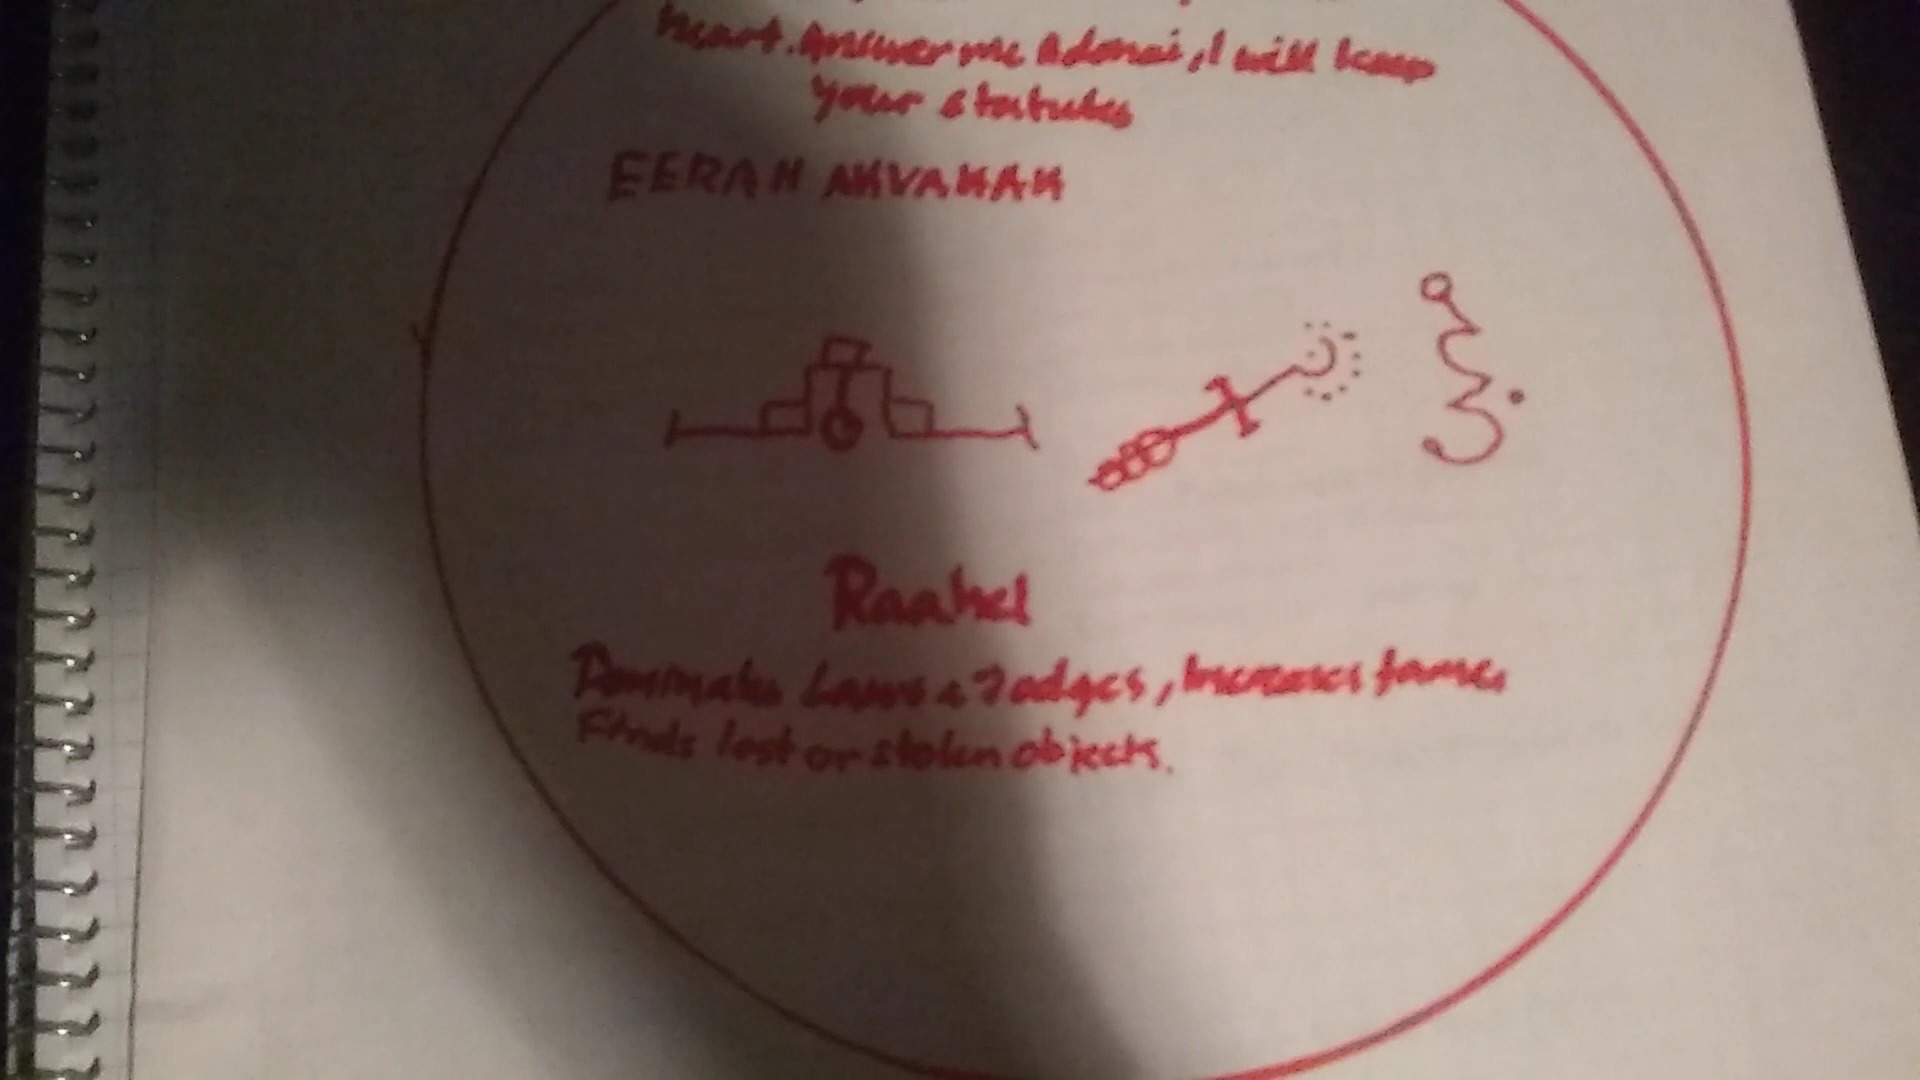 heart. Answer me Adonai, I will keep
your statutes
EERAH AKVAHAH
Raahel
Dominates Laws & Judges, Increases fame,
Finds lost or stolen objects.